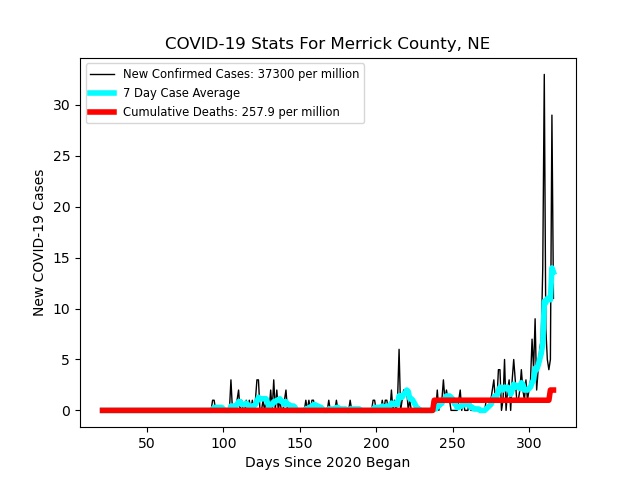 COVID-19 Stats For Merrick County, NE
New Confirmed Cases: 37300 per million
7 Day Case Average
Cumulative Deaths: 257.9 per million
New COVID-19 Cases
30
25
20
15
10
5
0
50 100 150 200 250 300
Days Since 2020 Began